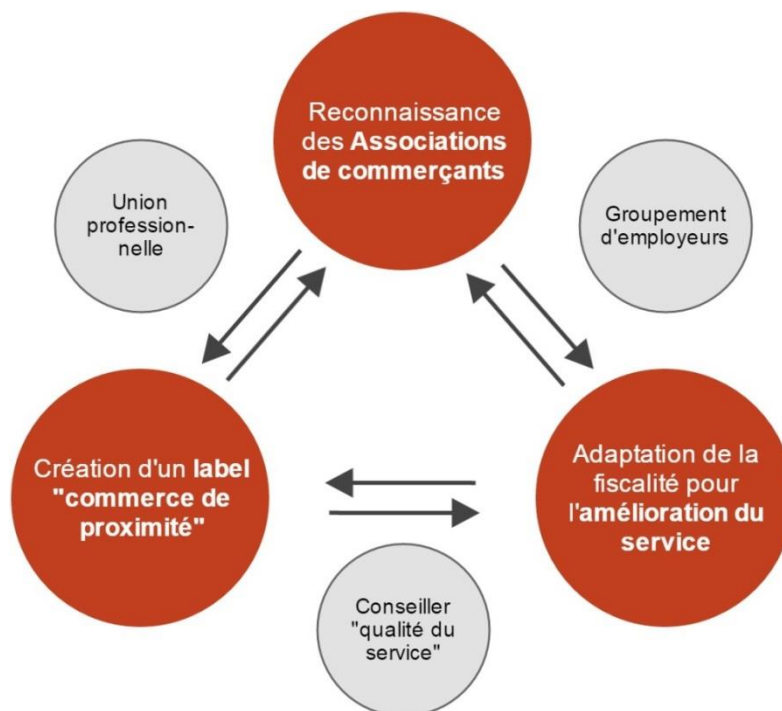 Reconnaissance
des Associations
de commerçants
Union
profession-
nelle
Groupement
d'employeurs
Création d'un label
"commerce de
proximité"
Adaptation de la
fiscalité pour
l'amélioration du
service
Conseiller
"qualité du
service"